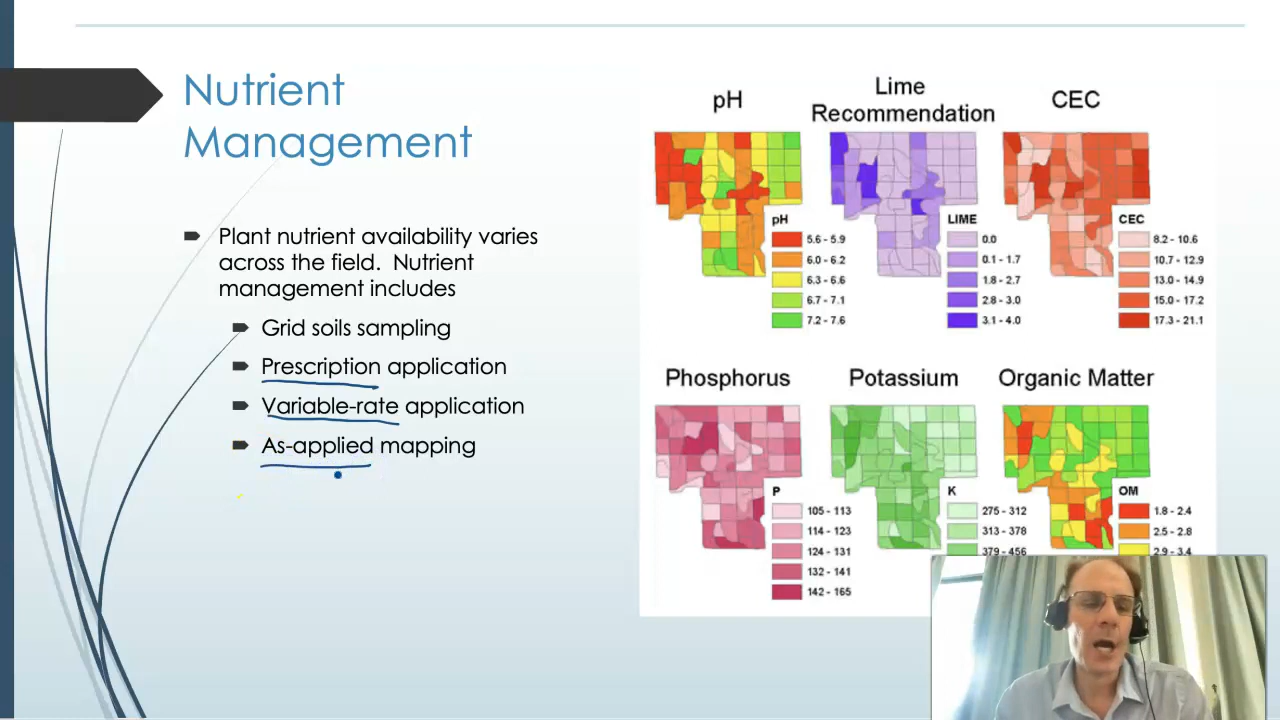 Nutrient
Management
Plant nutrient availability varies
across the field. Nutrient
management includes
Grid soils sampling
Prescription application
Variable-rate application
As-applied mapping
pH
pH
5.6 - 5.9
6.0 - 6.2
6.3 - 6.6
6.7 - 7.1
7.2 - 7.6
Lime
Recommendation
LIME
0.0
0.1 - 1.7
1.8 - 2.7
2.8 - 3.0
3.1 - 4.0
CEC
CEC
8.2 - 10.6
10.7 - 12.9
13.0 - 14.9
15.0 - 17.2
17.3 - 21.1
Phosphorus
P
105 - 113
114 - 123
124 - 131
132 - 141
142 - 165
Potassium
K
275 - 312
313 - 378
379 - 456
Organic Matter
OM
1.8 - 2.4
2.5 - 2.8
2.9 - 3.4